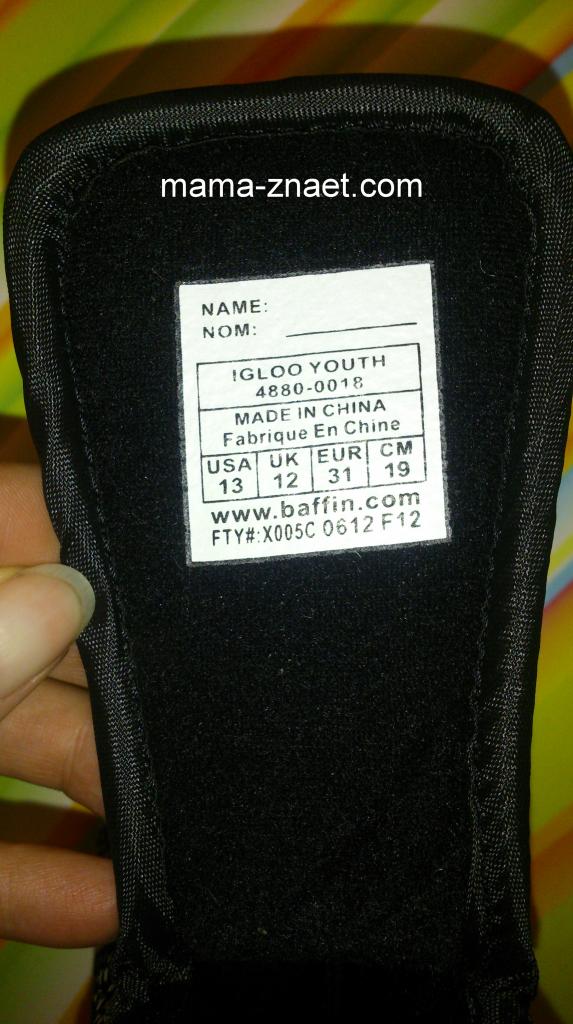 mama-znaet.com
NAME:
NOM:
IGLOO YOUTH
4880-0018
MADE IN CHINA
Fabrique En Chine
USA UK EUR CM
13 12 31 19
www.baffin.com
FTY#:X005C 0612 F12